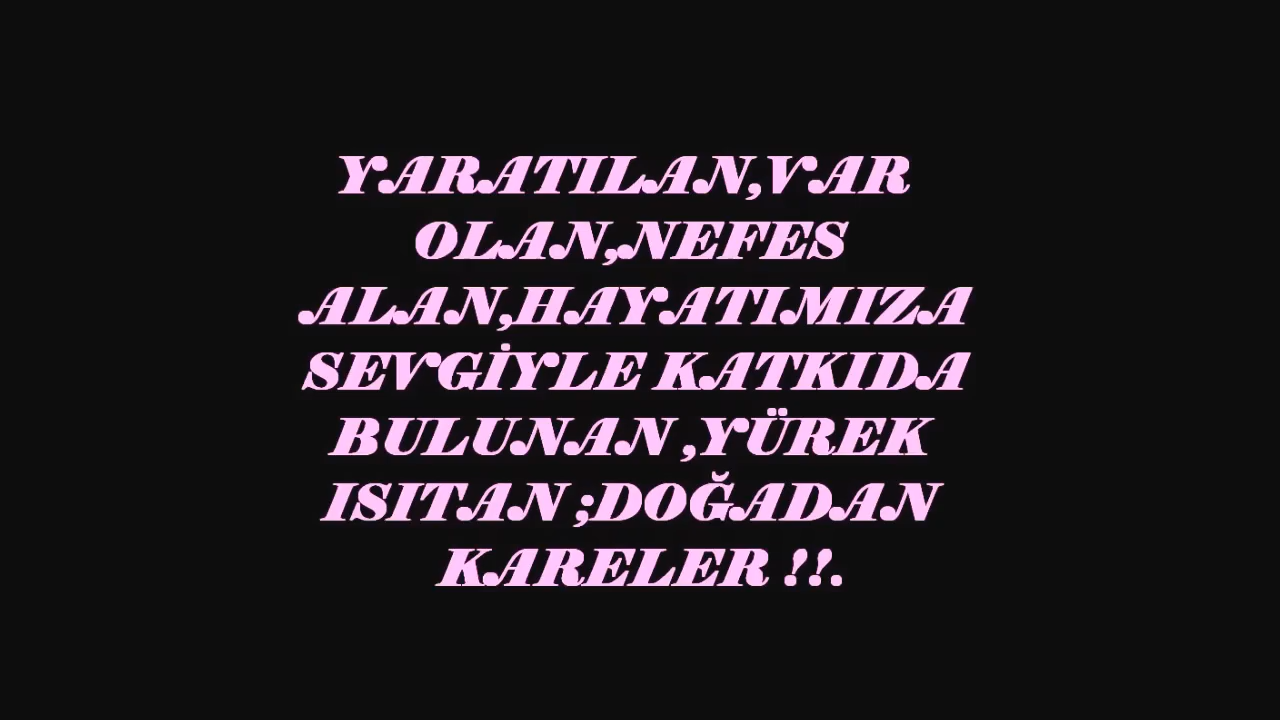 YARATILAN,VAR
OLAN,NEFES
ALAN,HAYATIMIZA
SEVGİYLE KATKIDA
BULUNAN ,YÜREK
ISITAN ;DOĞADAN
KARELER !!.